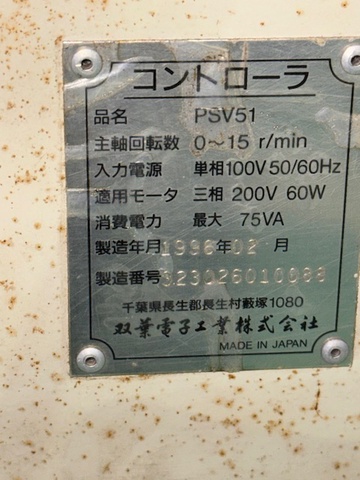 コントローラ
品名 PSV51
主軸回転数 0〜15 r/min
入力電源 単相100V 50/60Hz
適用モータ 三相 200V 60W
消費電力 最大 75VA
製造年月 1996年02月
製造番号
千葉県長生郡長生村藪塚1080
双葉電子工業株式会社
MADE IN JAPAN